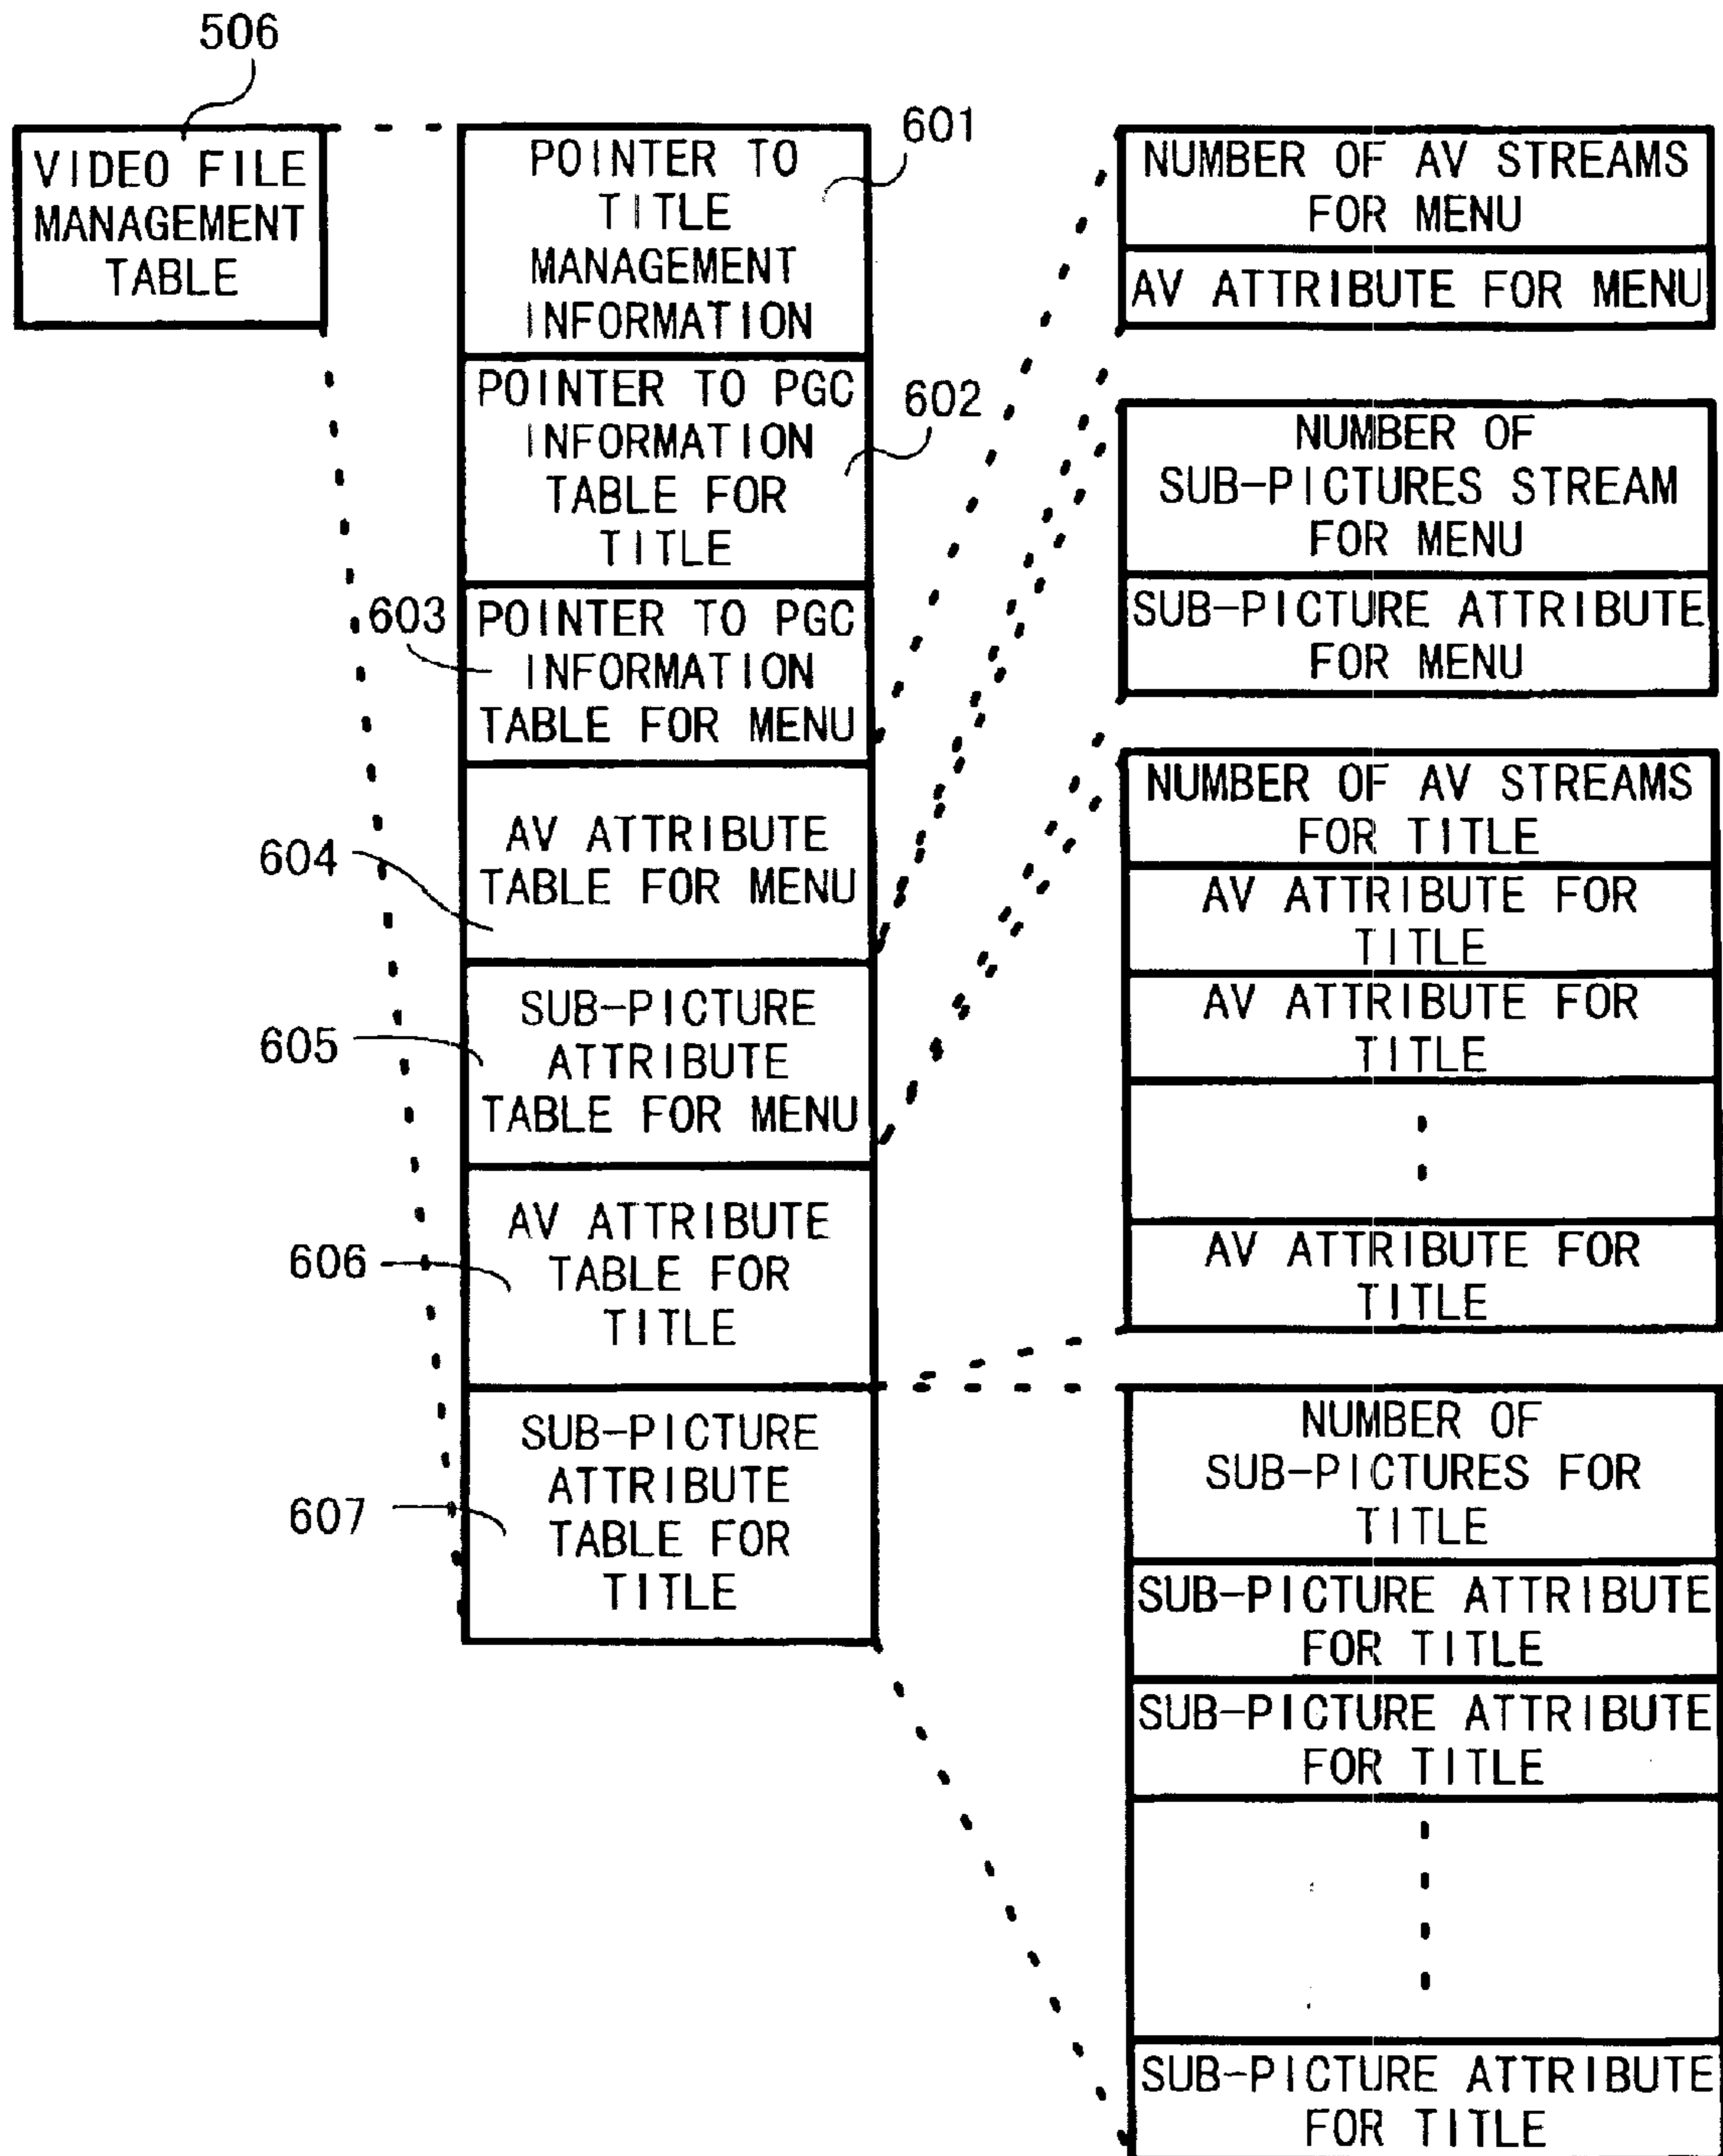 506
VIDEO FILE
MANAGEMENT
TABLE
601
POINTER TO
TITLE
MANAGEMENT
INFORMATION
602
POINTER TO PGC
INFORMATION
TABLE FOR
TITLE
603
POINTER TO PGC
INFORMATION
TABLE FOR MENU
604
AV ATTRIBUTE
TABLE FOR MENU
605
SUB-PICTURE
ATTRIBUTE
TABLE FOR MENU
606
AV ATTRIBUTE
TABLE FOR
TITLE
607
SUB-PICTURE
ATTRIBUTE
TABLE FOR
TITLE
NUMBER OF AV STREAMS
FOR MENU
AV ATTRIBUTE FOR MENU
NUMBER OF
SUB-PICTURES STREAM
FOR MENU
SUB-PICTURE ATTRIBUTE
FOR MENU
NUMBER OF AV STREAMS
FOR TITLE
AV ATTRIBUTE FOR
TITLE
AV ATTRIBUTE FOR
TITLE
AV ATTRIBUTE FOR
TITLE
NUMBER OF
SUB-PICTURES FOR
TITLE
SUB-PICTURE ATTRIBUTE
FOR TITLE
SUB-PICTURE ATTRIBUTE
FOR TITLE
SUB-PICTURE ATTRIBUTE
FOR TITLE